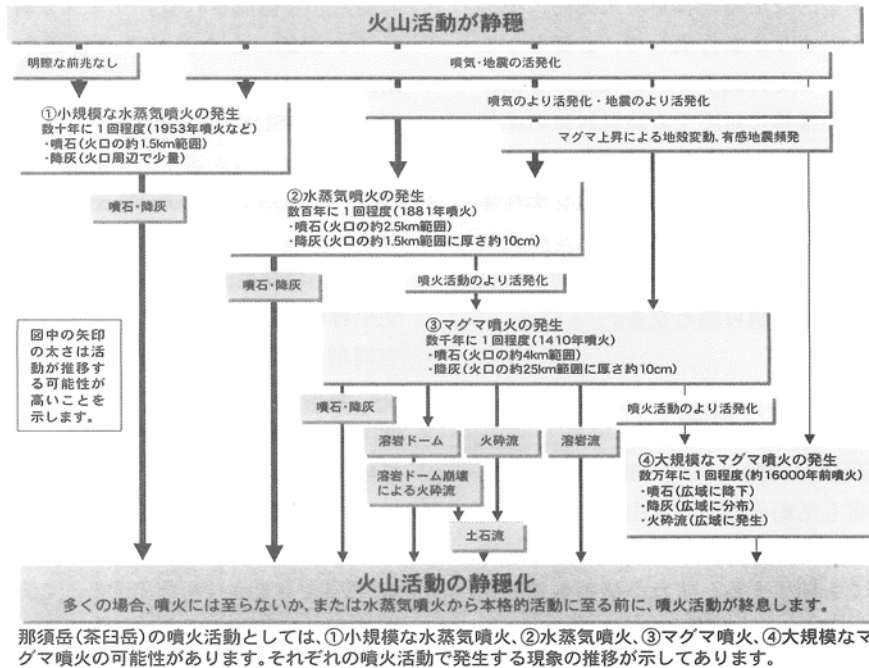 火山活動が静穏
明瞭な前兆なし
噴気・地震の活発化
噴気のより活発化・地震のより活発化
マグマ上昇による地殻変動、有感地震頻発
①小規模な水蒸気噴火の発生
数十年に1回程度(1953年噴火など)
・噴石(火口の約1.5km範囲)
・降灰(火口周辺で少量)
噴石・降灰
②水蒸気噴火の発生
数百年に1回程度(1881年噴火)
・噴石(火口の約2.5km範囲)
・降灰(火口の約1.5km範囲に厚さ約10cm)
噴石・降灰
噴火活動のより活発化
③マグマ噴火の発生
数千年に1回程度(1410年噴火)
・噴石(火口の約4km範囲)
・降灰(火口の約25km範囲に厚さ約10cm)
図中の矢印
の太さは活
動が推移す
る可能性が
高いことを
示します。
噴石・降灰
噴火活動のより活発化
溶岩ドーム
火砕流
溶岩流
溶岩ドーム崩壊
による火砕流
土石流
④大規模なマグマ噴火の発生
数万年に1回程度(約16000年前噴火)
・噴石(広域に降下)
・降灰(広域に分布)
・火砕流(広域に発生)
火山活動の静穏化
多くの場合、噴火には至らないか、または水蒸気噴火から本格的活動に至る前に、噴火活動が終息します。
那須岳(茶臼岳)の噴火活動としては、①小規模な水蒸気噴火、②水蒸気噴火、③マグマ噴火、④大規模なマ
グマ噴火の可能性があります。それぞれの噴火活動で発生する現象の推移が示してあります。